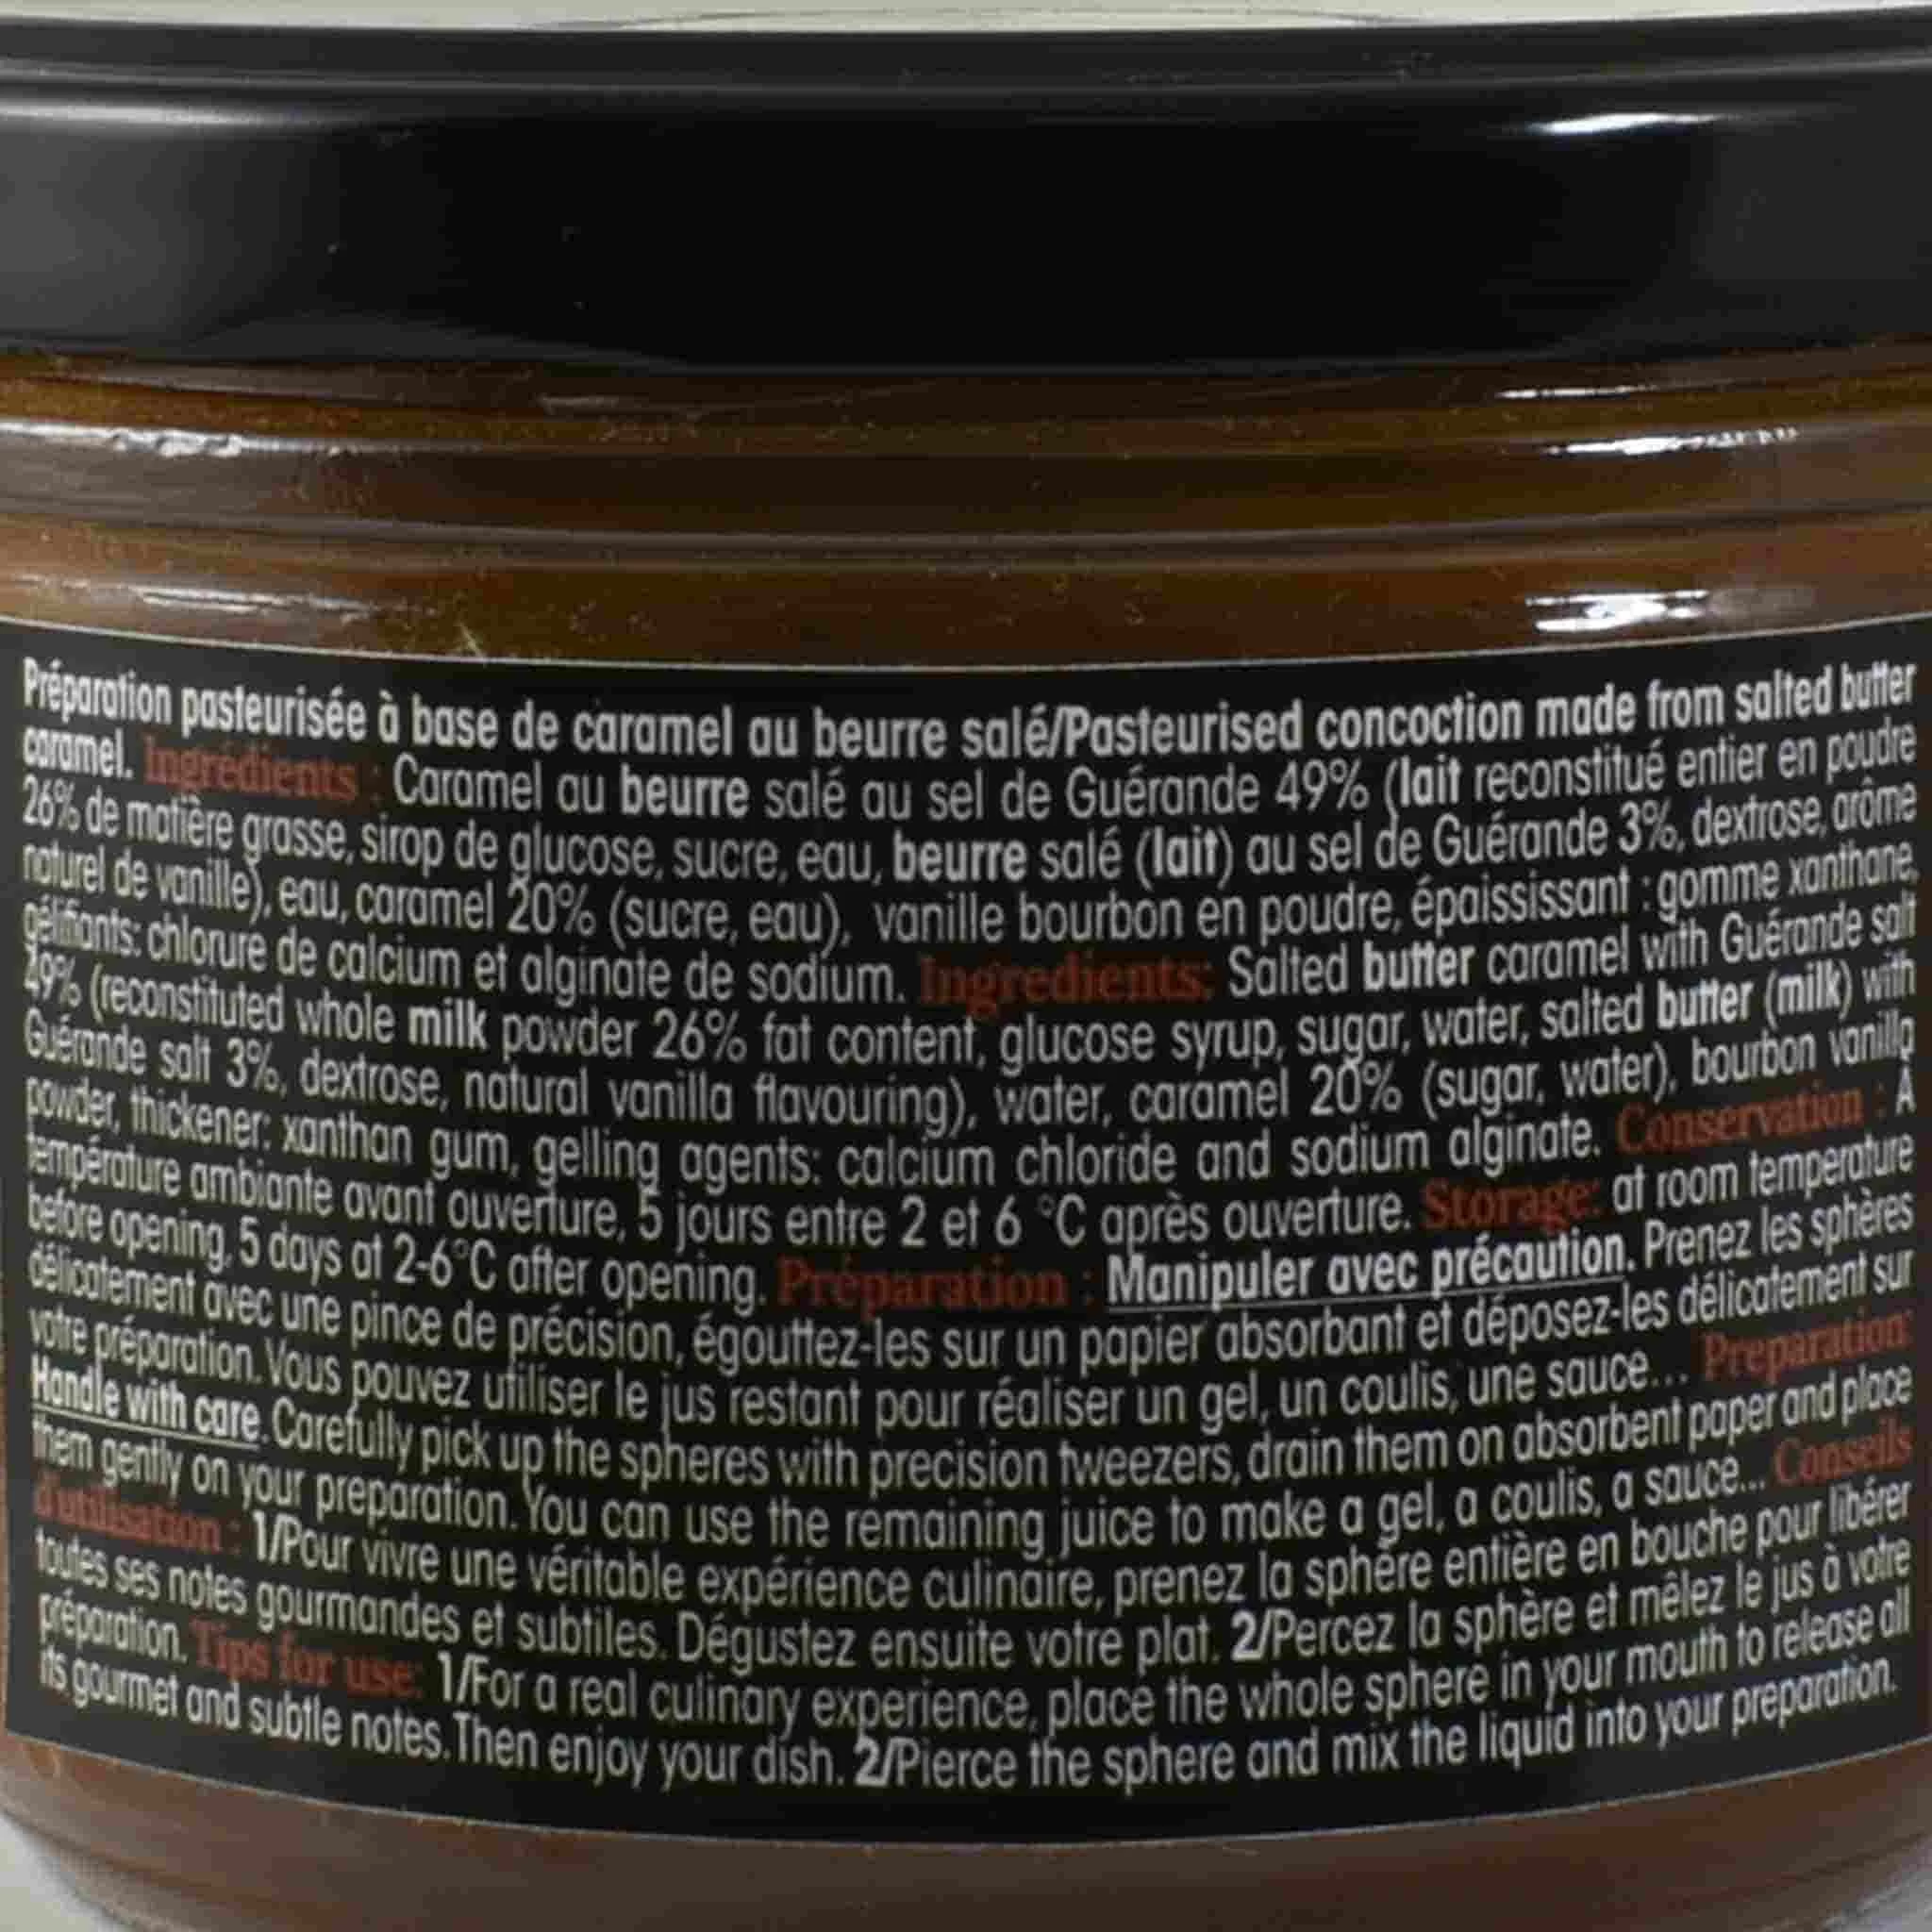 Préparation pasteurisée à base de caramel au beurre salé/Pasteurised concoction made from salted butter
caramel. Ingrédients : Caramel au beurre salé au sel de Guérande 49% (lait reconstitué entier en poudre
26% de matière grasse, sirop de glucose, sucre, eau, beurre salé (lait) au sel de Guérande 3%, dextrose, arôme
naturel de vanille), eau, caramel 20% (sucre, eau), vanille bourbon en poudre, épaississant : gomme xanthane,
gélifiants: chlorure de calcium et alginate de sodium. Ingredients: Salted butter caramel with Guérande salt
49% (reconstituted whole milk powder 26% fat content, glucose syrup, sugar, water, salted butter (milk) with
Guérande salt 3%, dextrose, natural vanilla flavouring), water, caramel 20% (sugar, water), bourbon vanilla
powder, thickener: xanthan gum, gelling agents: calcium chloride and sodium alginate. Conservation : A
température ambiante avant ouverture, 5 jours entre 2 et 6 °C après ouverture. Storage: at room temperature
before opening, 5 days at 2-6°C after opening. Préparation : Manipuler avec précaution. Prenez les sphères
délicatement avec une pince de précision, égouttez-les sur un papier absorbant et déposez-les délicatement sur
votre préparation. Vous pouvez utiliser le jus restant pour réaliser un gel, un coulis, une sauce... Preparation:
Handle with care. Carefully pick up the spheres with precision tweezers, drain them on absorbent paper and place
them gently on your preparation. You can use the remaining juice to make a gel, a coulis, a sauce... Conseils
d'utilisation : 1/Pour vivre une véritable expérience culinaire, prenez la sphère entière en bouche pour libérer
toutes ses notes gourmandes et subtiles. Dégustez ensuite votre plat. 2/Percez la sphère et mêlez le jus à votre
préparation. Tips for use: 1/For a real culinary experience, place the whole sphere in your mouth to release all
its gourmet and subtle notes. Then enjoy your dish. 2/Pierce the sphere and mix the liquid into your preparation.